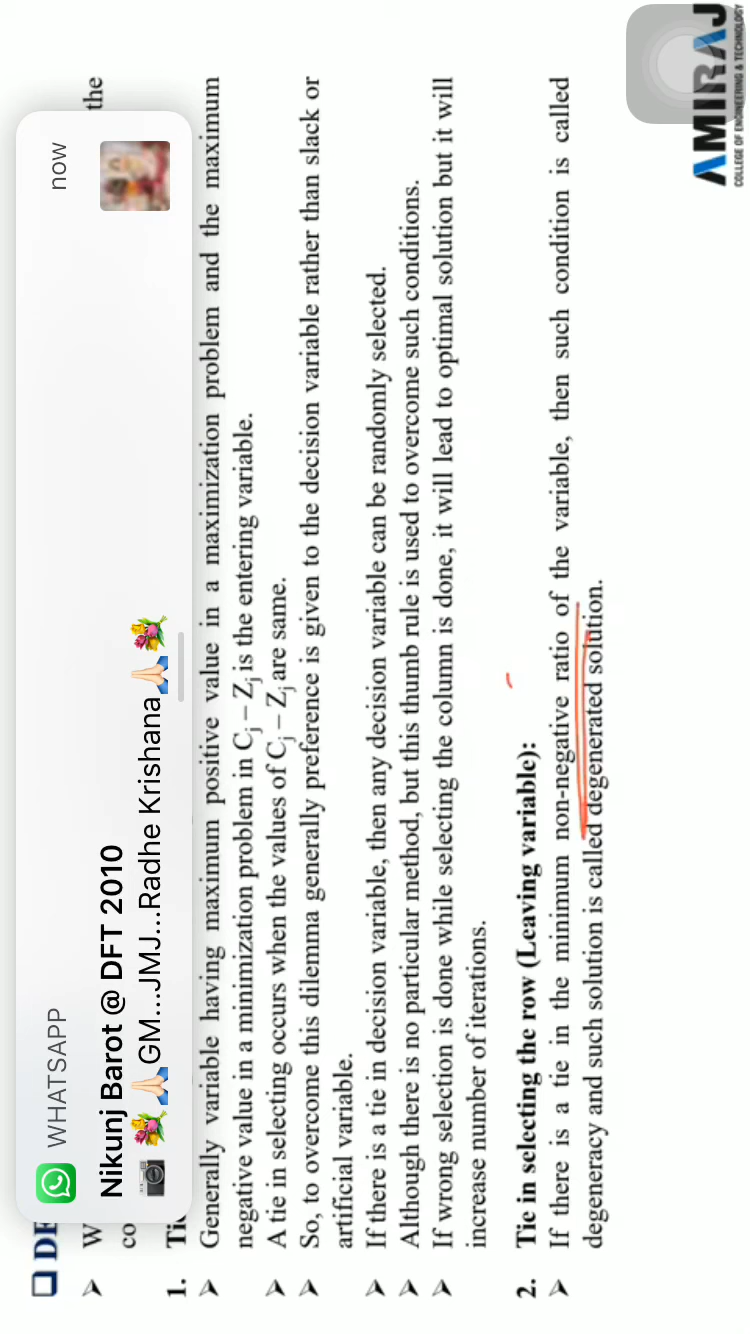 WHATSAPP
now
Nikunj Barot @ DFT 2010
📷 💐🙏🏻GM...JMJ...Radhe Krishana🙏🏻💐
❑ DE
➤ W the
co
1. Tie
➤ Generally variable having maximum positive value in a maximization problem and the maximum
negative value in a minimization problem in Cj – Zj is the entering variable.
➤ A tie in selecting occurs when the values of Cj – Zj are same.
➤ So, to overcome this dilemma generally preference is given to the decision variable rather than slack or
artificial variable.
➤ If there is a tie in decision variable, then any decision variable can be randomly selected.
➤ Although there is no particular method, but this thumb rule is used to overcome such conditions.
➤ If wrong selection is done while selecting the column is done, it will lead to optimal solution but it will
increase number of iterations.
2. Tie in selecting the row (Leaving variable):
➤ If there is a tie in the minimum non-negative ratio of the variable, then such condition is called
degeneracy and such solution is called degenerated solution.
AMIRAJ
COLLEGE OF ENGINEERING & TECHNOLOGY